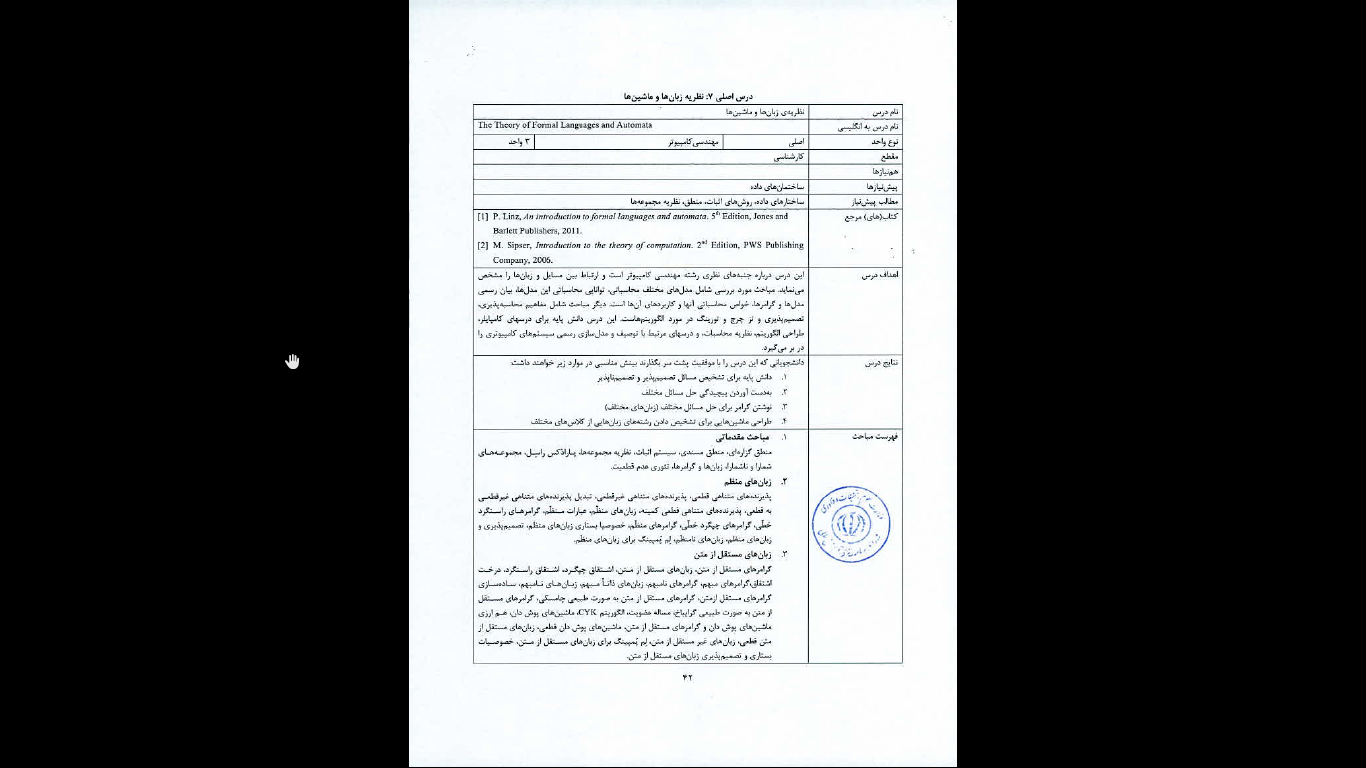 درس اصلی ۷: نظریه زبان‌ها و ماشین‌ها
نام درس نظریه‌ی زبان‌ها و ماشین‌ها
نام درس به انگلیسی The Theory of Formal Languages and Automata
نوع واحد اصلی مهندسی کامپیوتر ۳ واحد
مقطع کارشناسی
هم‌نیازها
پیش‌نیازها ساختمان‌های داده
مطالب پیش‌نیاز ساختارهای داده، روش‌های اثبات، منطق، نظریه مجموعه‌ها
کتاب(های) مرجع [1] P. Linz, An introduction to formal languages and automata. 5th Edition, Jones and
Barlett Publishers, 2011.
[2] M. Sipser, Introduction to the theory of computation. 2nd Edition, PWS Publishing
Company, 2006.
اهداف درس این درس درباره جنبه‌های نظری رشته مهندسی کامپیوتر است و ارتباط بین مسایل و زبان‌ها را مشخص
می‌نماید. مباحث مورد بررسی شامل مدل‌های مختلف محاسباتی، توانایی محاسباتی این مدل‌ها، بیان رسمی
مدل‌ها و گرامرها، خواص محاسباتی آنها و کاربردهای آن‌ها است. دیگر مباحث شامل مفاهیم محاسبه‌پذیری،
تصمیم‌پذیری و تز چرچ و تورینگ در مورد الگوریتم‌هاست. این درس دانش پایه برای درسهای کامپایلر،
طراحی الگوریتم، نظریه محاسبات، و درسهای مرتبط با توصیف و مدل‌سازی رسمی سیستم‌های کامپیوتری را
در بر می‌گیرد.
نتایج درس دانشجویانی که این درس را با موفقیت پشت سر بگذارند بینش مناسبی در موارد زیر خواهند داشت:
۱. دانش پایه برای تشخیص مسائل تصمیم‌پذیر و تصمیم‌ناپذیر
۲. به‌دست آوردن پیچیدگی حل مسائل مختلف
۳. نوشتن گرامر برای حل مسائل مختلف (زبان‌های مختلف)
۴. طراحی ماشین‌هایی برای تشخیص دادن رشته‌های زبان‌هایی از کلاس‌های مختلف
فهرست مباحث ۱. مباحث مقدماتی
منطق گزاره‌ای، منطق مسندی، سیستم اثبات، نظریه مجموعه‌ها، پارادکس راسل، مجموعه‌های
شمارا و ناشمارا، زبان‌ها و گرامرها، تئوری عدم قطعیت.
۲. زبان‌های منظم
پذیرنده‌های متناهی قطعی، پذیرنده‌های متناهی غیرقطعی، تبدیل پذیرنده‌های متناهی غیرقطعی
به قطعی، پذیرنده‌های متناهی قطعی کمینه، زبان‌های منظّم، عبارات منظّم، گرامرهای راستگرد
خطّی، گرامرهای چپگرد خطّی، گرامرهای منظّم، خصوصیا بستاری زبان‌های منظم، تصمیم‌پذیری و
زبان‌های منظم، زبان‌های نامنظّم، لِم پُمپینگ برای زبان‌های منظّم.
۳. زبان‌های مستقل از متن
گرامرهای مستقل از متن، زبان‌های مستقل از متن، اشتقاق چپگرد، اشتقاق راستگرد، درخت
اشتقاق،گرامرهای مبهم، گرامرهای نامبهم، زبان‌های ذاتاً مبهم، زبان‌های نامبهم، ساده‌سازی
گرامرهای مستقل ازمتن، گرامرهای مستقل از متن به صورت طبیعی چامسکی، گرامرهای مستقل
از متن به صورت طبیعی گرایباخ، مساله عضویت، الگوریتم CYK، ماشین‌های پوش دان، هم ارزی
ماشین‌های پوش دان و گرامرهای مستقل از متن، ماشین‌های پوش دان قطعی، زبان‌های مستقل از
متن قطعی، زبان‌های غیر مستقل از متن، لِم پُمپینگ برای زبان‌های مستقل از متن، خصوصیات
بستاری و تصمیم‌پذیری زبان‌های مستقل از متن.
۴۲